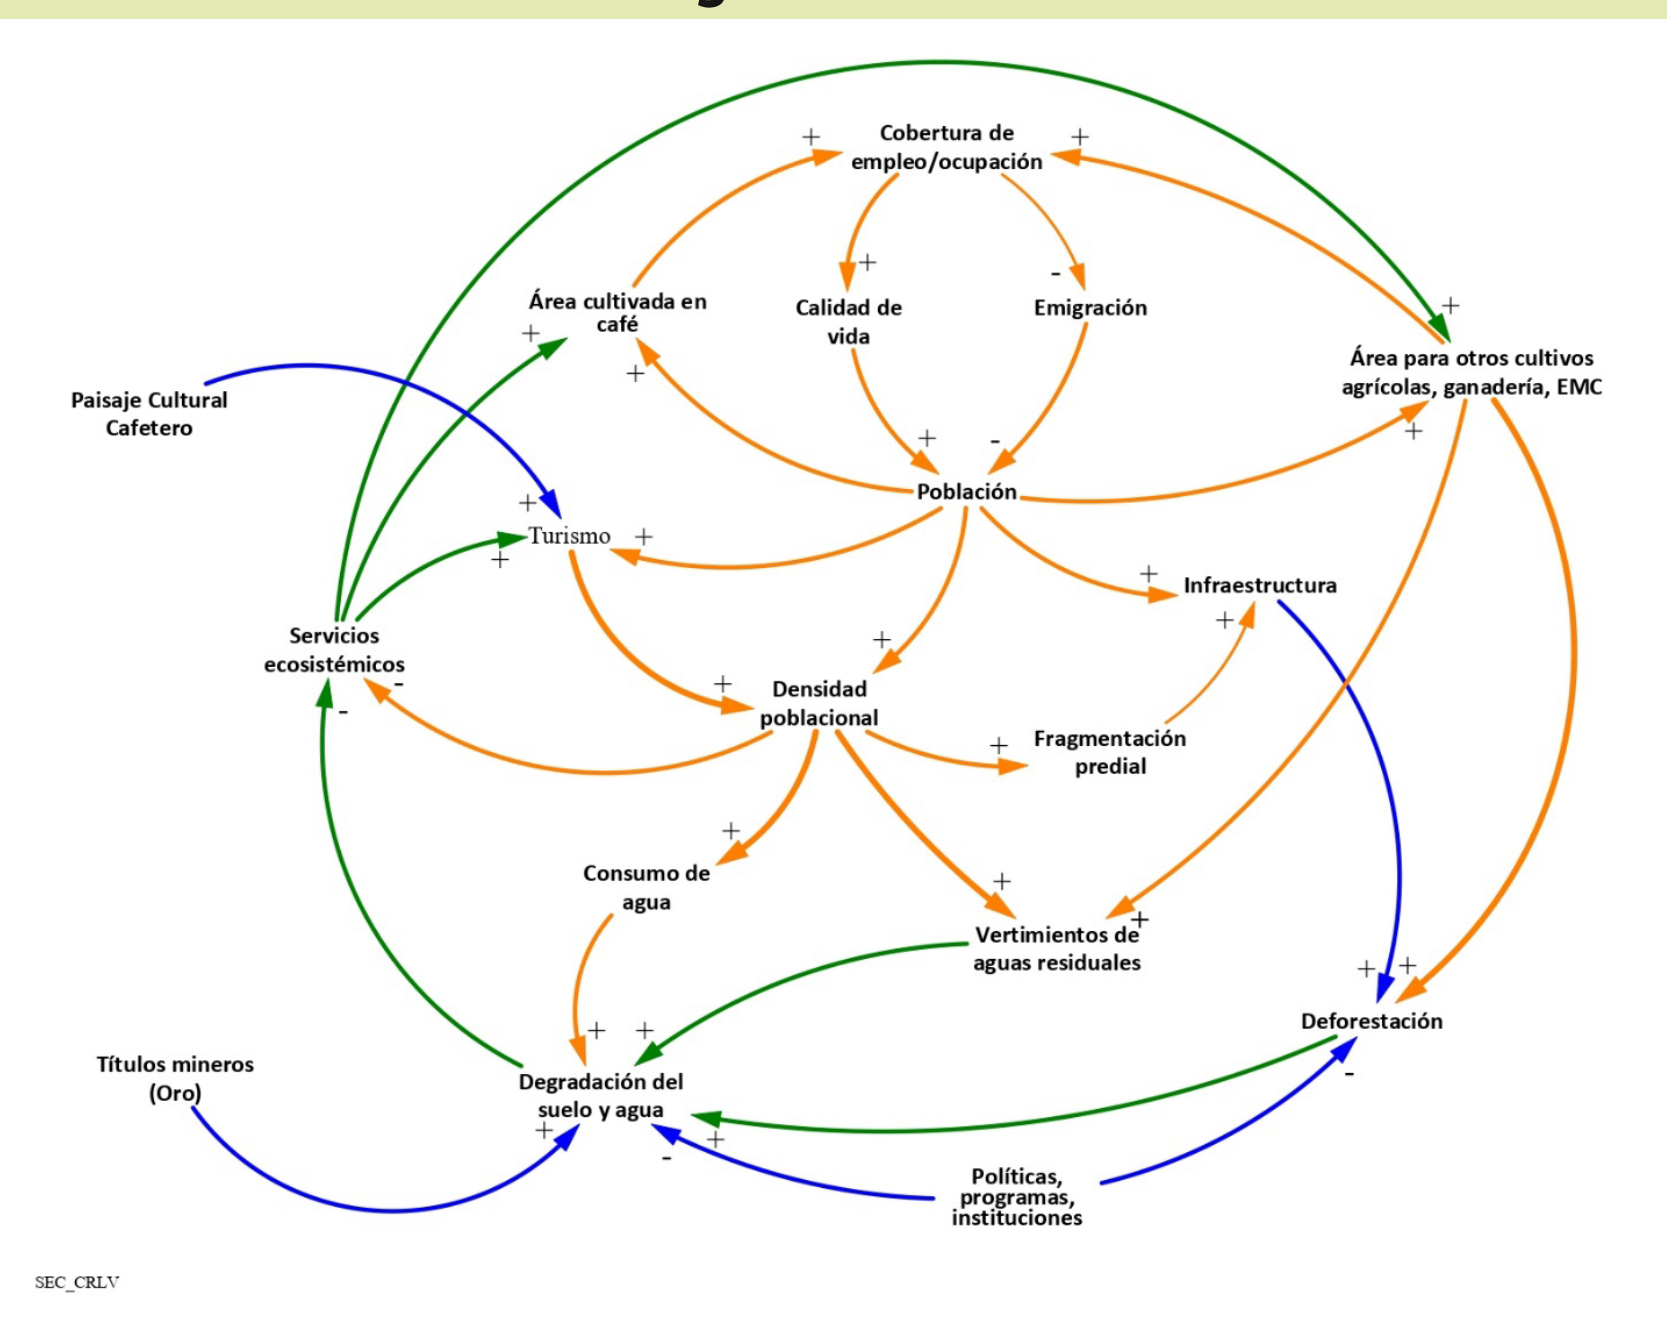 Cobertura de
empleo/ocupación
+
+
+
-
Área cultivada en
café
Calidad de
vida
Emigración
+
+
+
Área para otros cultivos
agrícolas, ganadería, EMC
+
Paisaje Cultural
Cafetero
+
-
Población
+
Turismo
+
+
+
Infraestructura
+
+
Servicios
ecosistémicos
-
-
+
Densidad
poblacional
+
Fragmentación
predial
+
Consumo de
agua
+
+
Vertimientos de
aguas residuales
+
+
Deforestación
-
+
+
Títulos mineros
(Oro)
Degradación del
suelo y agua
+
+
-
Políticas,
programas,
instituciones
SEC_CRLV